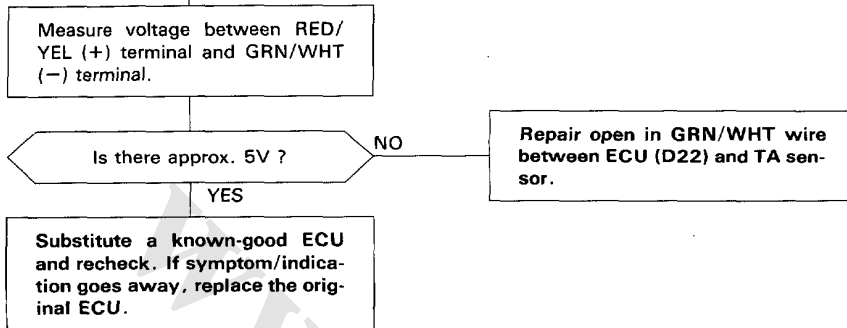 Measure voltage between RED/
YEL (+) terminal and GRN/WHT
(−) terminal.
Is there approx. 5V ?
NO
Repair open in GRN/WHT wire
between ECU (D22) and TA sen-
sor.
YES
Substitute a known-good ECU
and recheck. If symptom/indica-
tion goes away, replace the orig-
inal ECU.